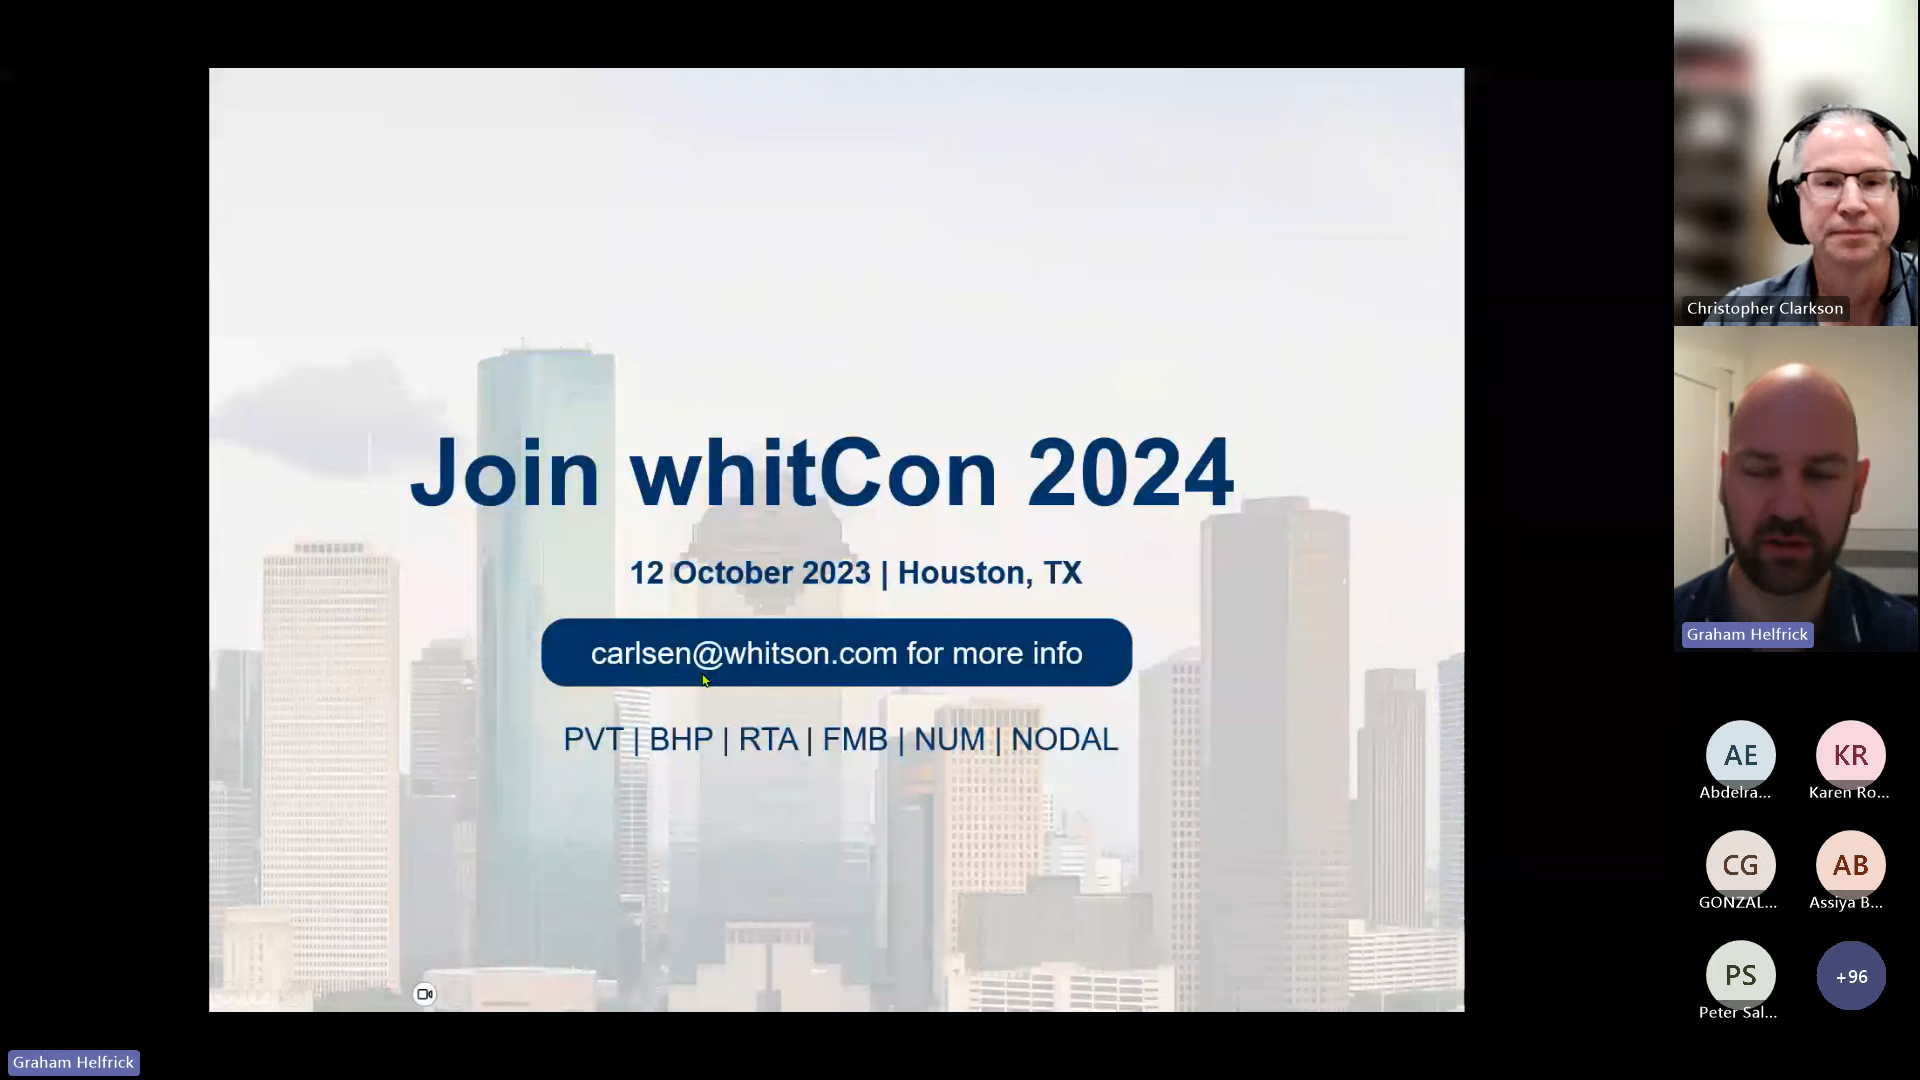 Join whitCon 2024
12 October 2023 | Houston, TX
carlsen@whitson.com for more info
PVT | BHP | RTA | FMB | NUM | NODAL
Christopher Clarkson
Graham Helfrick
AE
Abdelra...
KR
Karen Ro...
CG
GONZAL...
AB
Assiya B...
PS
Peter Sal...
+96
Graham Helfrick